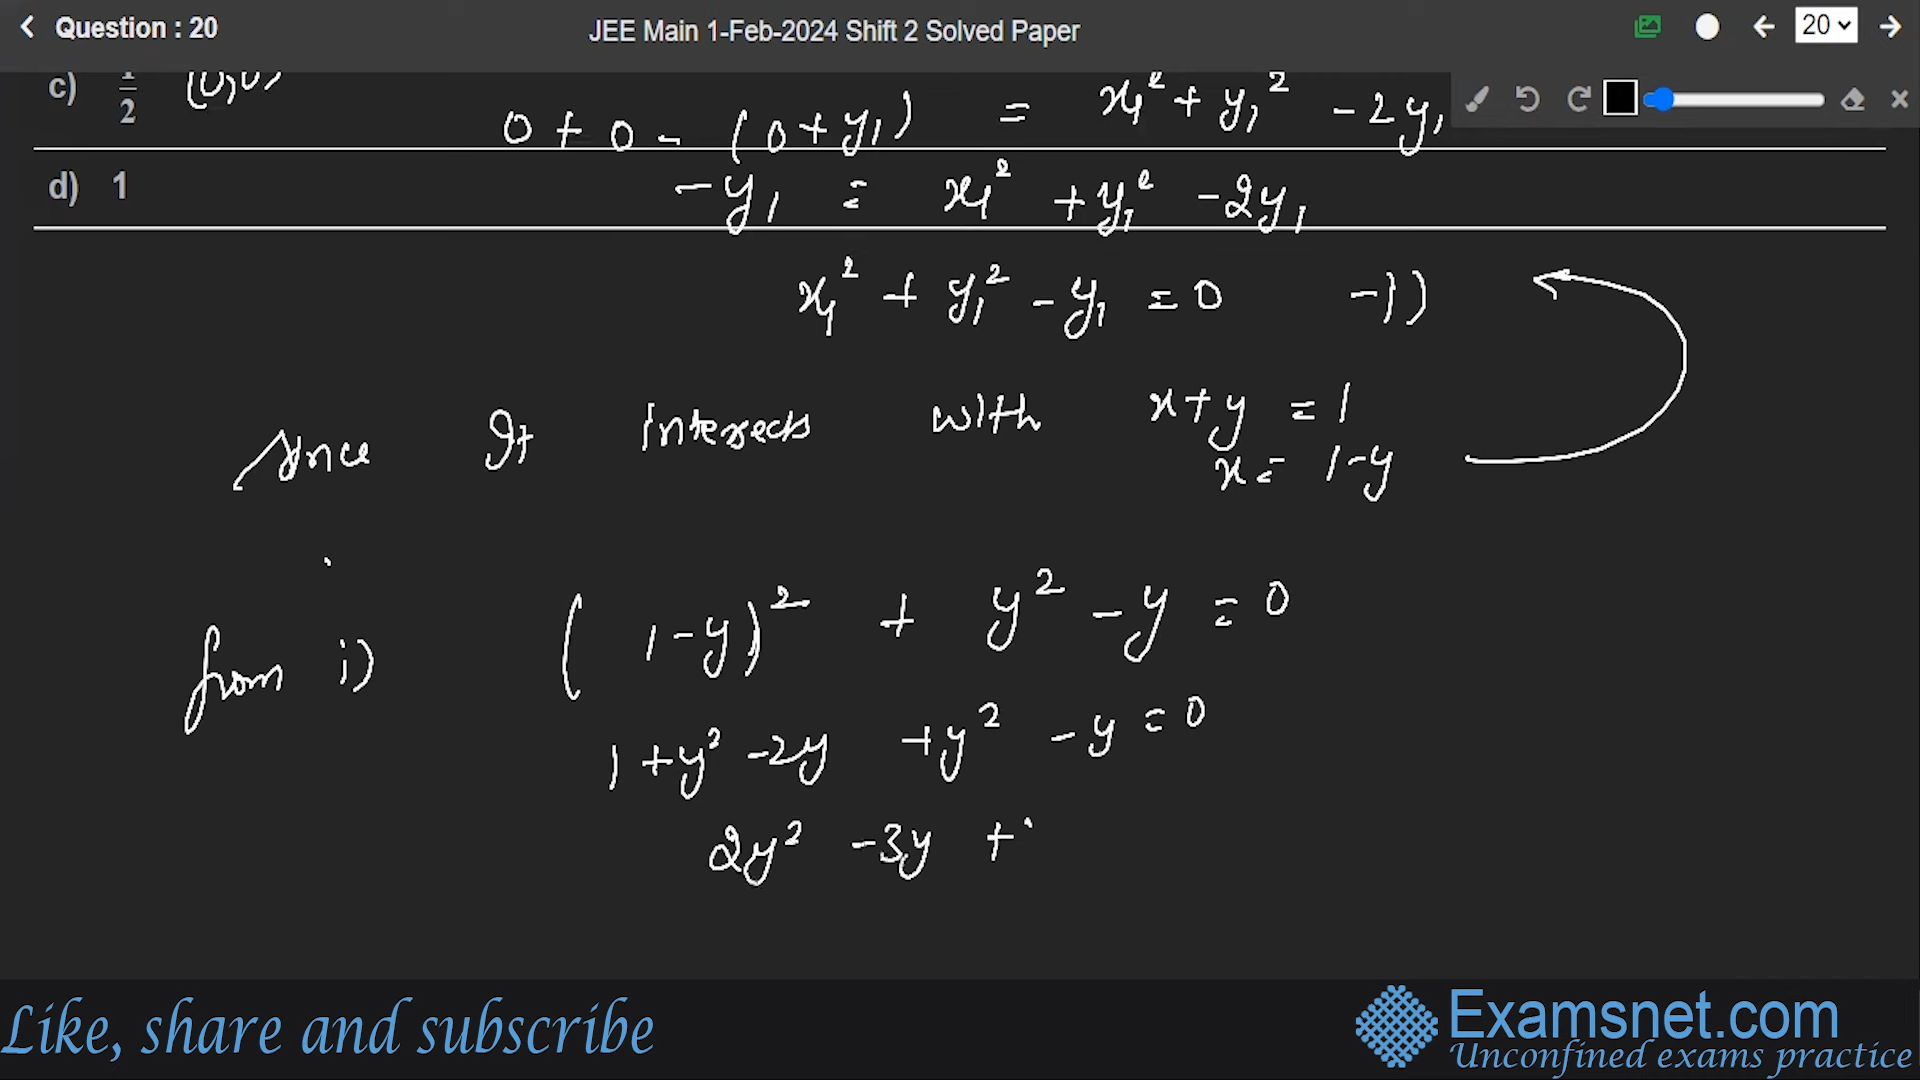 Question : 20
JEE Main 1-Feb-2024 Shift 2 Solved Paper
20
c) 1/2 (0,0)
0 + 0 - (0 + y₁) = x₁² + y₁² - 2y₁
d) 1
-y₁ = x₁² + y₁² - 2y₁
x₁² + y₁² - y₁ = 0 - i)
since It intersects with x + y = 1
x = 1 - y
from i) (1 - y)² + y² - y = 0
1 + y² - 2y + y² - y = 0
2y² - 3y +
Like, share and subscribe
Examsnet.com
Unconfined exams practice